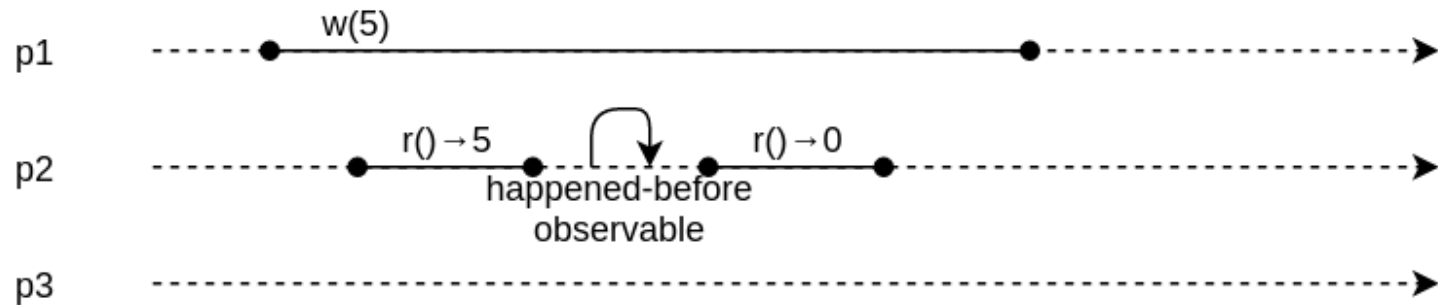 w(5)
p1
r()→5
r()→0
p2
happened-before
observable
p3